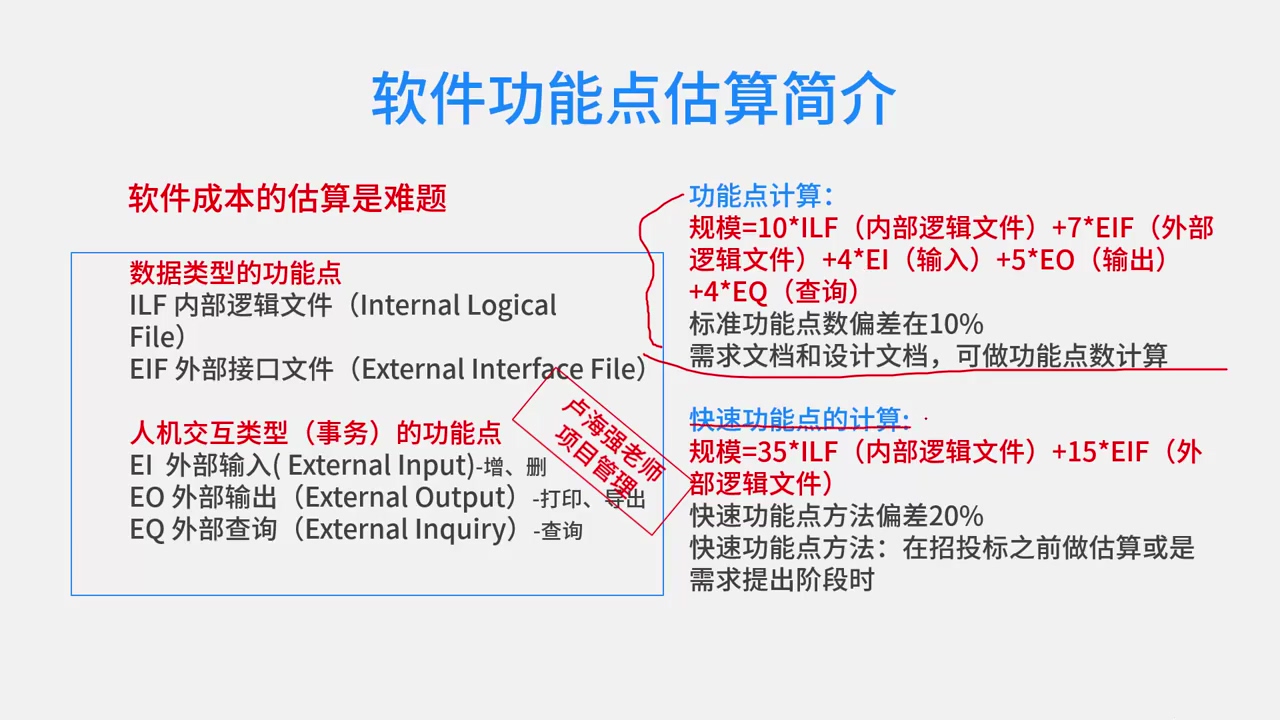 软件功能点估算简介
软件成本的估算是难题
数据类型的功能点
ILF 内部逻辑文件（Internal Logical
File）
EIF 外部接口文件（External Interface File）
人机交互类型（事务）的功能点
EI 外部输入( External Input)-增、删
EO 外部输出（External Output）-打印、导出
EQ 外部查询（External Inquiry）-查询
卢海强老师
项目管理
功能点计算：
规模=10*ILF（内部逻辑文件）+7*EIF（外部
逻辑文件）+4*EI（输入）+5*EO（输出）
+4*EQ（查询）
标准功能点数偏差在10%
需求文档和设计文档，可做功能点数计算
快速功能点的计算：
规模=35*ILF（内部逻辑文件）+15*EIF（外
部逻辑文件）
快速功能点方法偏差20%
快速功能点方法：在招投标之前做估算或是
需求提出阶段时